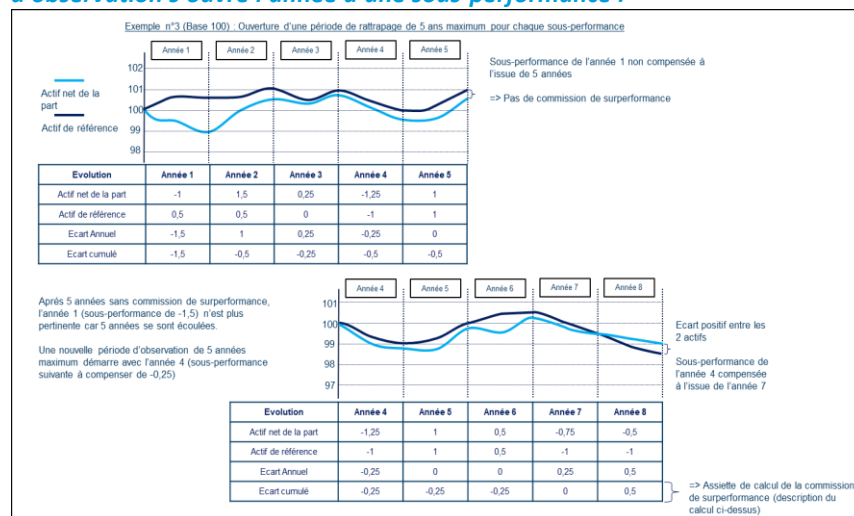 d'observation s'ouvre l'année d'une sous-performance :
Exemple n°3 (Base 100) : Ouverture d'une période de rattrapage de 5 ans maximum pour chaque sous-performance
Année 1 Année 2 Année 3 Année 4 Année 5
102
101
100
99
98
Actif net de la
part
Actif de référence
Sous-performance de l'année 1 non compensée à
l'issue de 5 années
=> Pas de commission de surperformance
Evolution Année 1 Année 2 Année 3 Année 4 Année 5
Actif net de la part -1 1,5 0,25 -1,25 1
Actif de référence 0,5 0,5 0 -1 1
Ecart Annuel -1,5 1 0,25 -0,25 0
Ecart cumulé -1,5 -0,5 -0,25 -0,5 -0,5
Aprés 5 années sans commission de surperformance,
l'année 1 (sous-performance de -1,5) n'est plus
pertinente car 5 années se sont écoulées.
Une nouvelle période d'observation de 5 années
maximum démarre avec l'année 4 (sous-performance
suivante à compenser de -0,25)
Année 4 Année 5 Année 6 Année 7 Année 8
101
100
99
98
97
Ecart positif entre les
2 actifs
Sous-performance de
l'année 4 compensée
à l'issue de l'année 7
Evolution Année 4 Année 5 Année 6 Année 7 Année 8
Actif net de la part -1,25 1 0,5 -0,75 -0,5
Actif de référence -1 1 0,5 -1 -1
Ecart Annuel -0,25 0 0 0,25 0,5
Ecart cumulé -0,25 -0,25 -0,25 0 0,5
=> Assiette de calcul de la commission
de surperformance (description du
calcul ci-dessus)